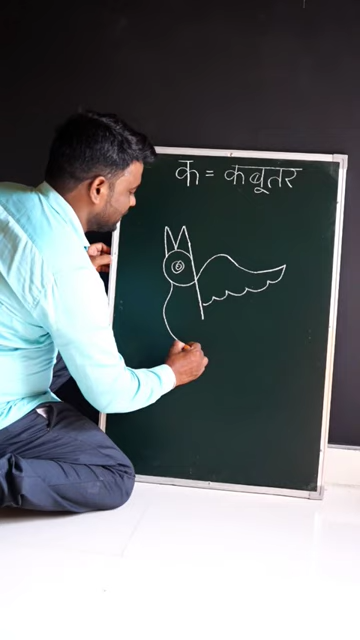 क = कबूतर